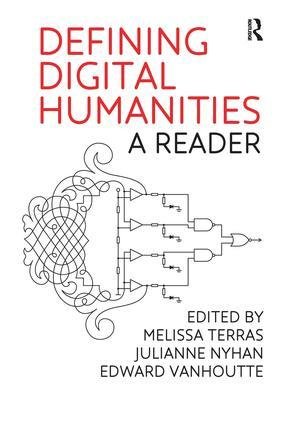 DEFINING
DIGITAL
HUMANITIES
A READER
EDITED BY
MELISSA TERRAS
JULIANNE NYHAN
EDWARD VANHOUTTE